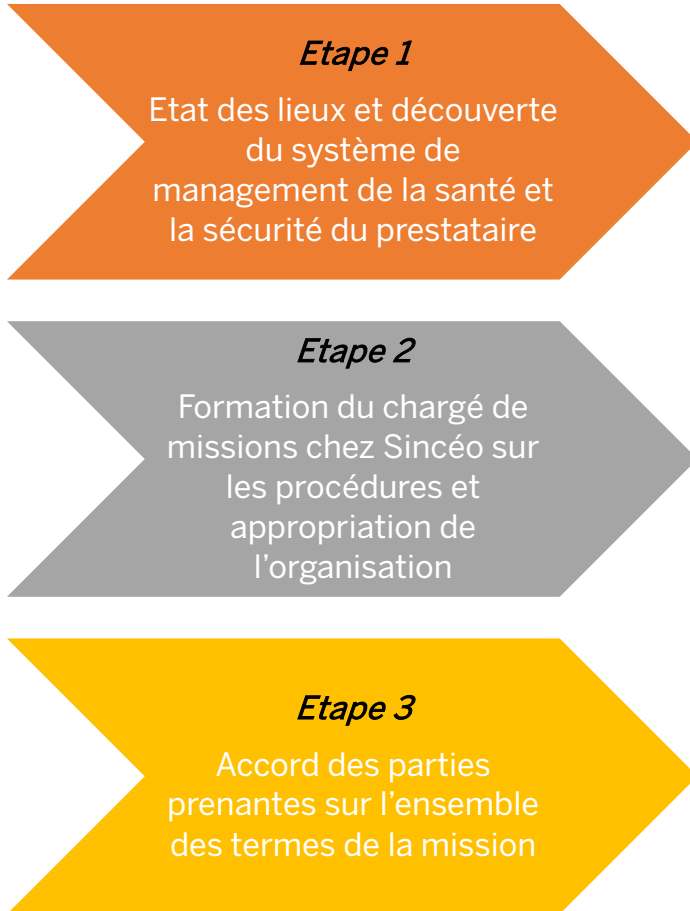 Etape 1
Etat des lieux et découverte
du système de
management de la santé et
la sécurité du prestataire
Etape 2
Formation du chargé de
missions chez Sincéo sur
les procédures et
appropriation de
l’organisation
Etape 3
Accord des parties
prenantes sur l’ensemble
des termes de la mission